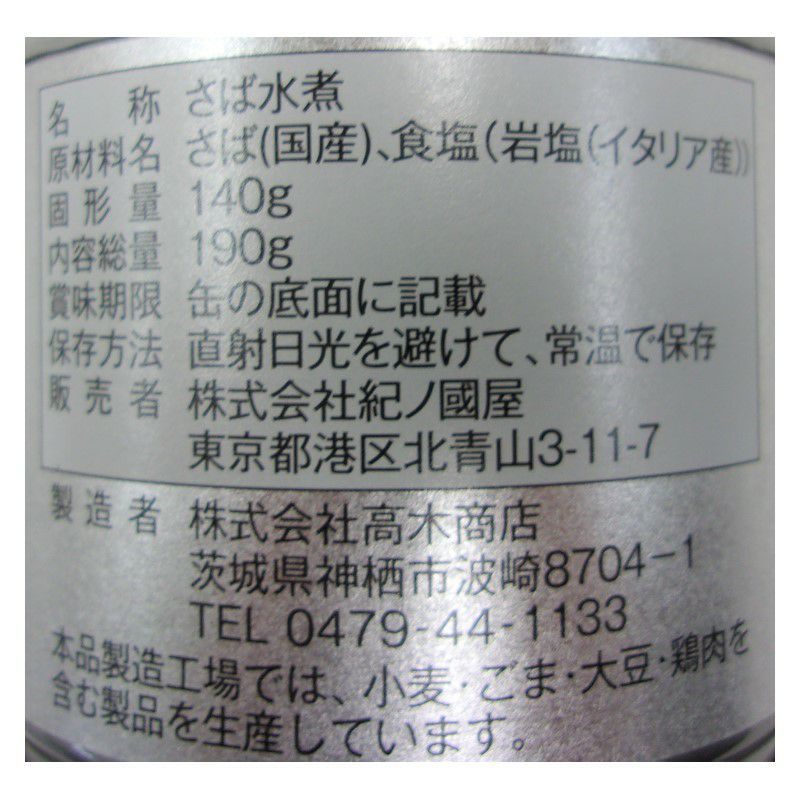 名称 さば水煮
原材料名 さば(国産)、食塩(岩塩(イタリア産))
固形量 140g
内容総量 190g
賞味期限 缶の底面に記載
保存方法 直射日光を避けて、常温で保存
販売者 株式会社紀ノ國屋
東京都港区北青山3-11-7
製造者 株式会社高木商店
茨城県神栖市波崎8704-1
TEL 0479-44-1133
本品製造工場では、小麦・ごま・大豆・鶏肉を
含む製品を生産しています。